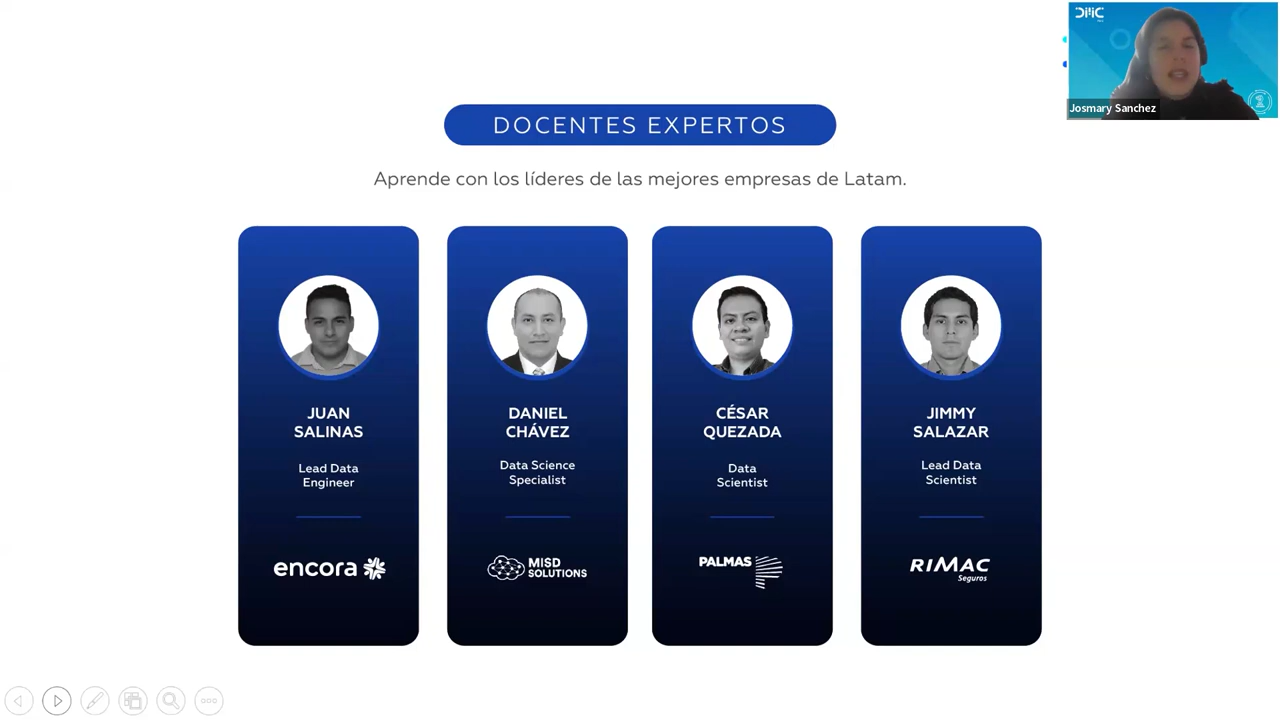 DMC
Josmary Sanchez
DOCENTES EXPERTOS
Aprende con los líderes de las mejores empresas de Latam.
JUAN
SALINAS
Lead Data
Engineer
encora
DANIEL
CHÁVEZ
Data Science
Specialist
MISD
SOLUTIONS
CÉSAR
QUEZADA
Data
Scientist
PALMAS
JIMMY
SALAZAR
Lead Data
Scientist
RIMAC
Seguros